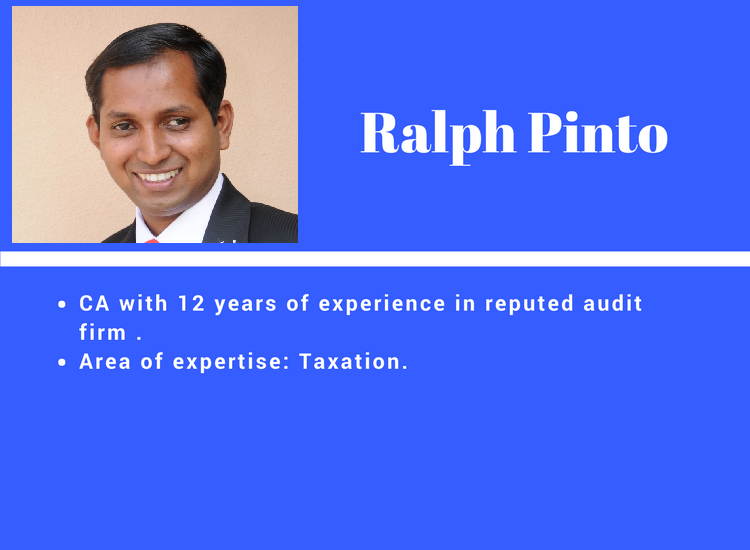 Ralph Pinto
• CA with 12 years of experience in reputed audit
firm .
• Area of expertise: Taxation.